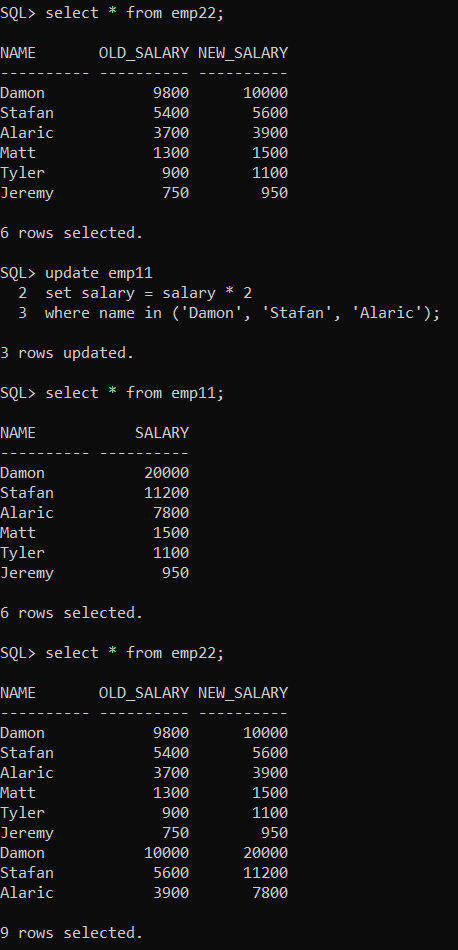 SQL> select * from emp22;
NAME       OLD_SALARY NEW_SALARY
---------- ---------- ----------
Damon            9800      10000
Stafan           5400       5600
Alaric           3700       3900
Matt             1300       1500
Tyler             900       1100
Jeremy            750        950
6 rows selected.
SQL> update emp11
  2  set salary = salary * 2
  3  where name in ('Damon', 'Stafan', 'Alaric');
3 rows updated.
SQL> select * from emp11;
NAME           SALARY
---------- ----------
Damon           20000
Stafan          11200
Alaric           7800
Matt             1500
Tyler            1100
Jeremy            950
6 rows selected.
SQL> select * from emp22;
NAME       OLD_SALARY NEW_SALARY
---------- ---------- ----------
Damon            9800      10000
Stafan           5400       5600
Alaric           3700       3900
Matt             1300       1500
Tyler             900       1100
Jeremy            750        950
Damon           10000      20000
Stafan           5600      11200
Alaric           3900       7800
9 rows selected.